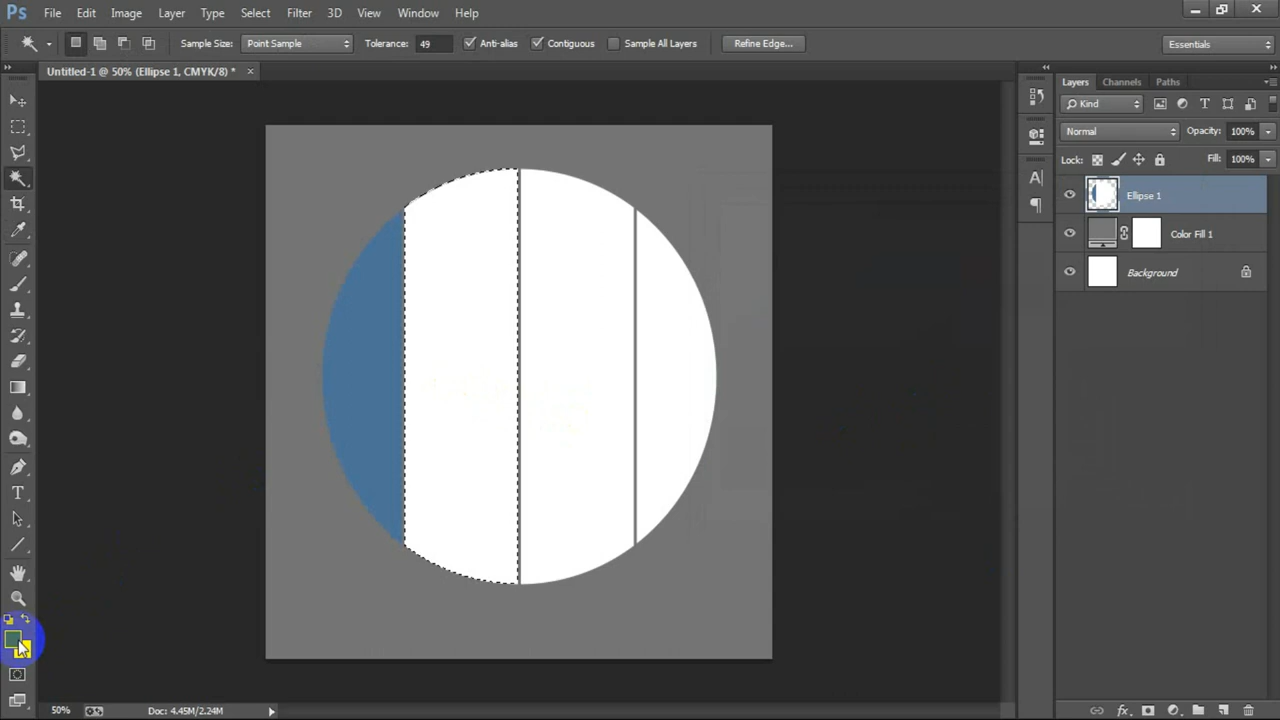 Ps File Edit Image Layer Type Select Filter 3D View Window Help
Sample Size: Point Sample Tolerance: 49 Anti-alias Contiguous Sample All Layers Refine Edge... Essentials
Untitled-1 @ 50% (Ellipse 1, CMYK/8) * ×
Layers Channels Paths
Kind
Normal Opacity: 100%
Lock: Fill: 100%
Ellipse 1
Color Fill 1
Background
50% Doc: 4.45M/2.24M